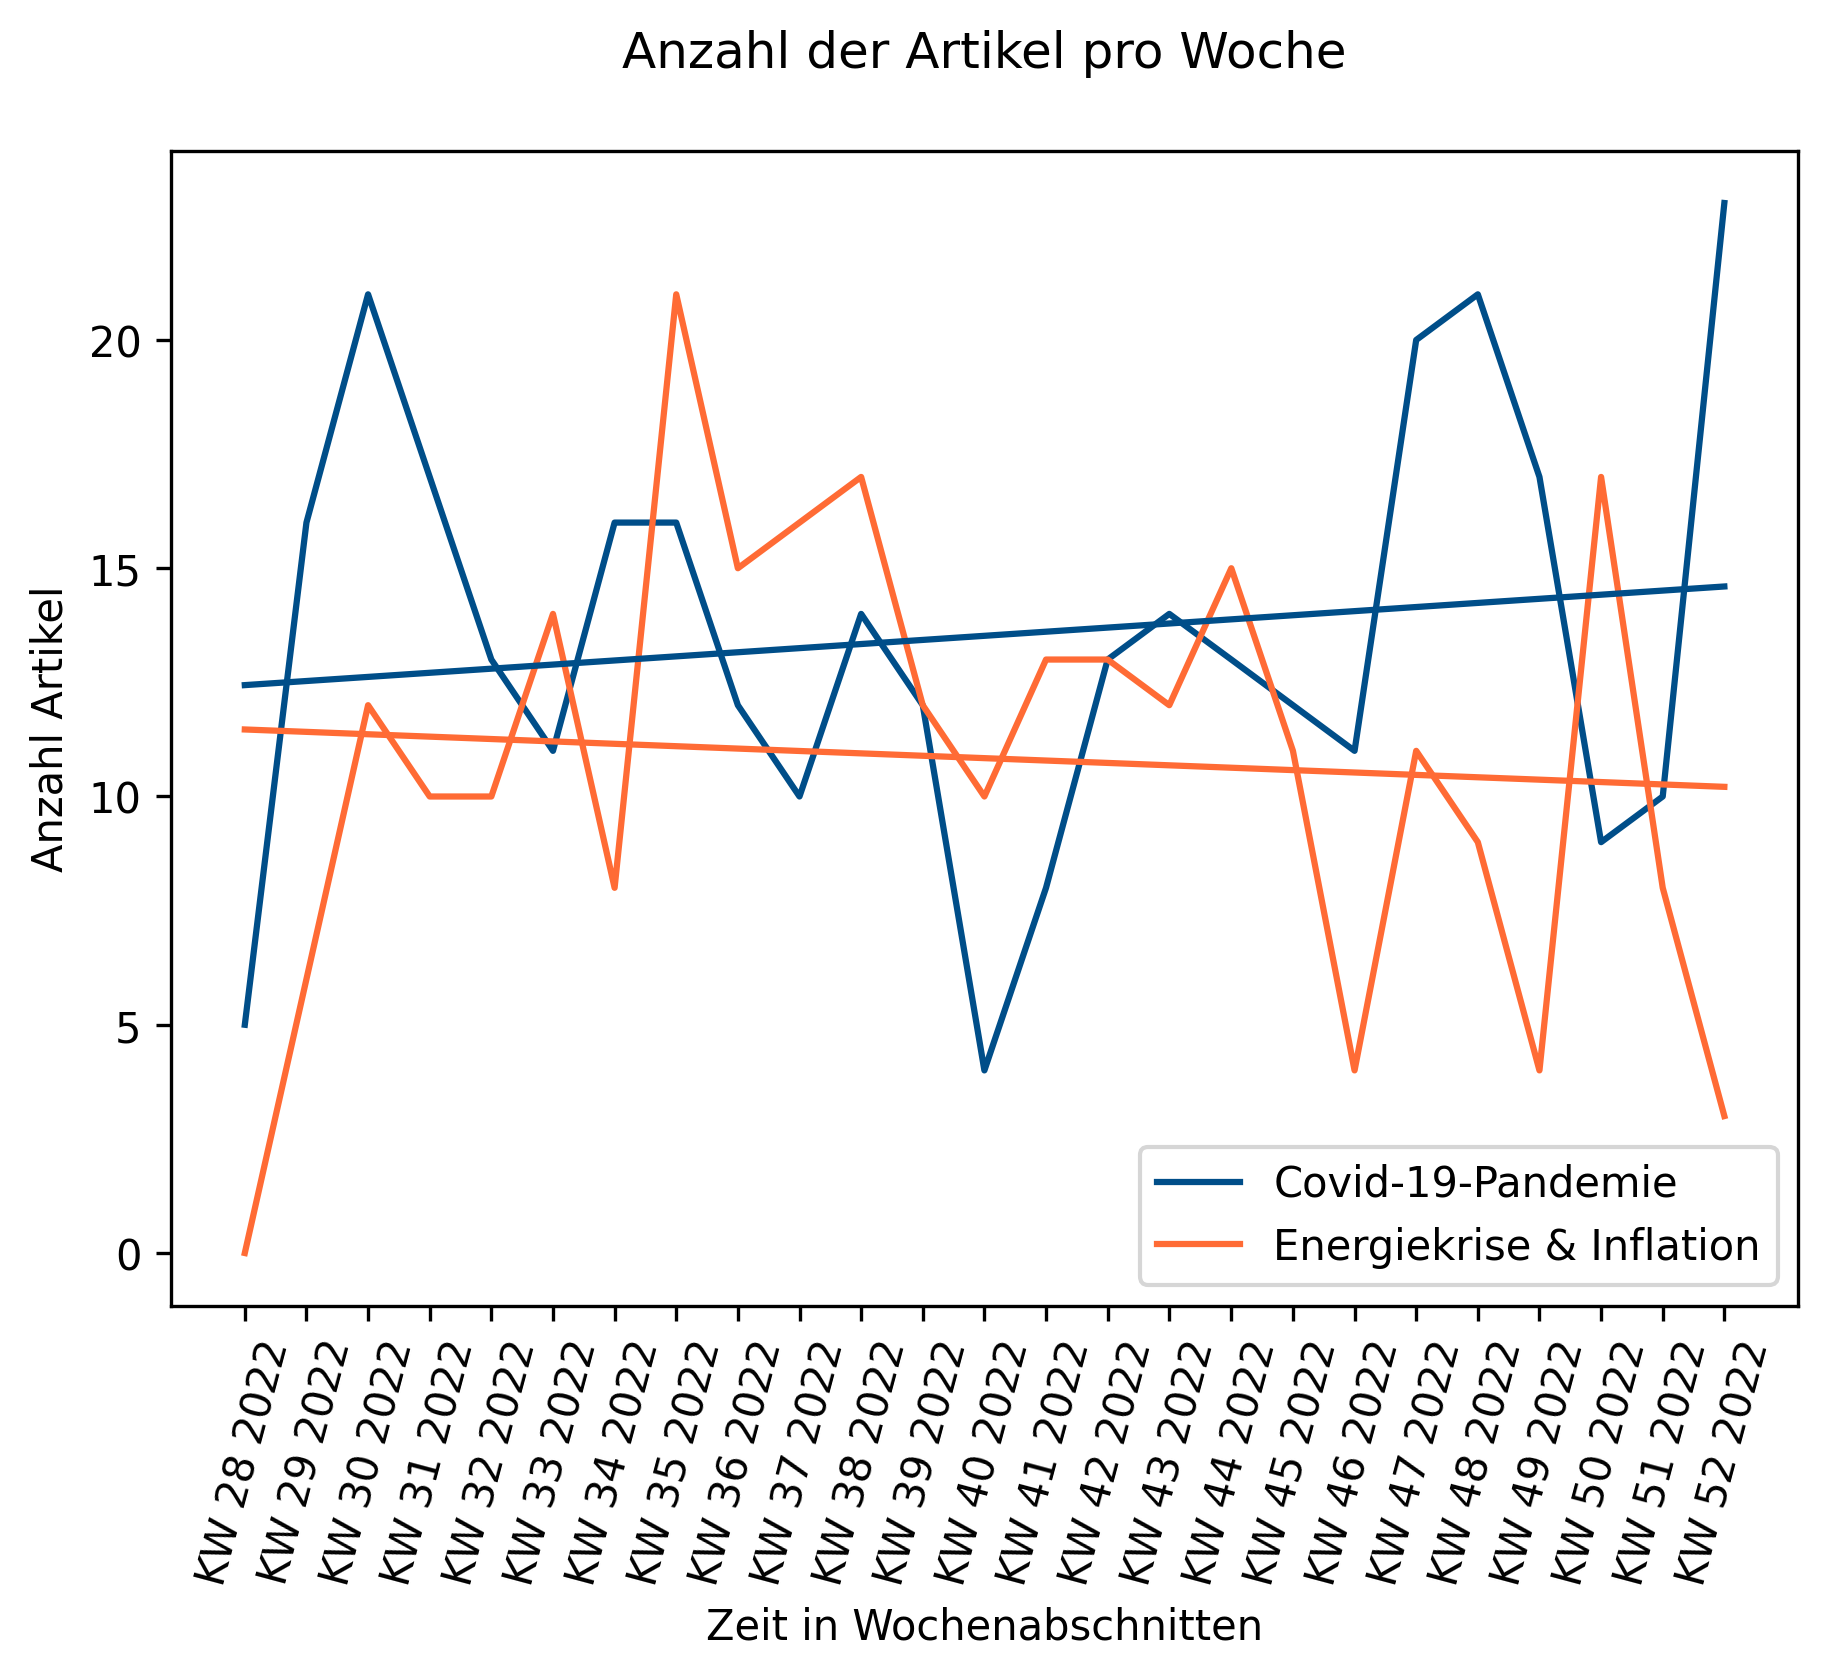 Anzahl der Artikel pro Woche
Anzahl Artikel
20
15
10
5
0
Covid-19-Pandemie
Energiekrise & Inflation
KW 28 2022
KW 29 2022
KW 30 2022
KW 31 2022
KW 32 2022
KW 33 2022
KW 34 2022
KW 35 2022
KW 36 2022
KW 37 2022
KW 38 2022
KW 39 2022
KW 40 2022
KW 41 2022
KW 42 2022
KW 43 2022
KW 44 2022
KW 45 2022
KW 46 2022
KW 47 2022
KW 48 2022
KW 49 2022
KW 50 2022
KW 51 2022
KW 52 2022
Zeit in Wochenabschnitten